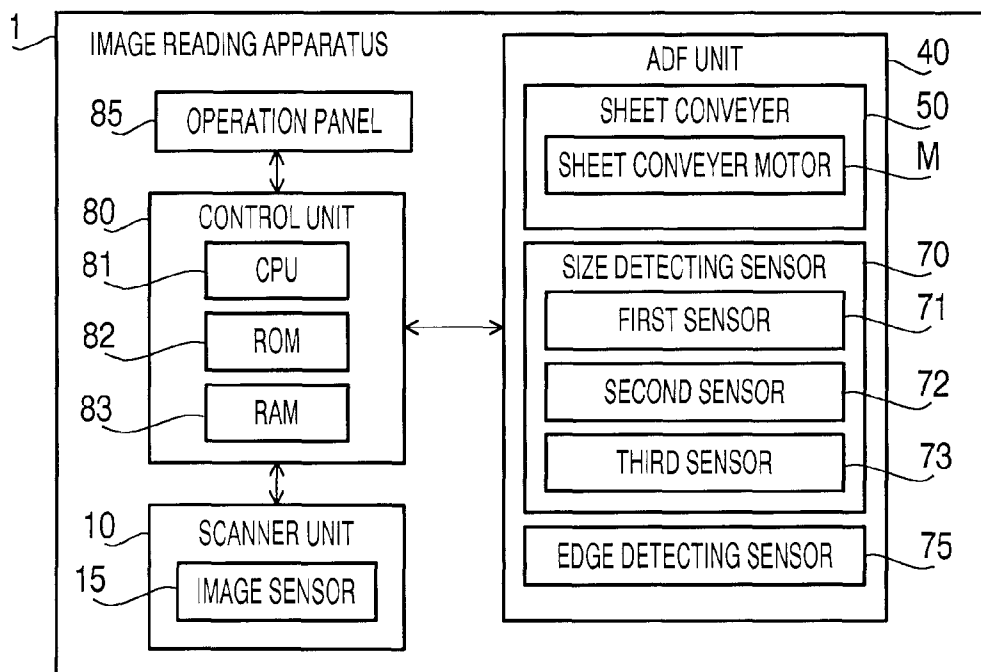 1
IMAGE READING APPARATUS
85
OPERATION PANEL
80
CONTROL UNIT
81
CPU
82
ROM
83
RAM
10
SCANNER UNIT
15
IMAGE SENSOR
ADF UNIT
40
SHEET CONVEYER
50
SHEET CONVEYER MOTOR
M
SIZE DETECTING SENSOR
70
FIRST SENSOR
71
SECOND SENSOR
72
THIRD SENSOR
73
EDGE DETECTING SENSOR
75